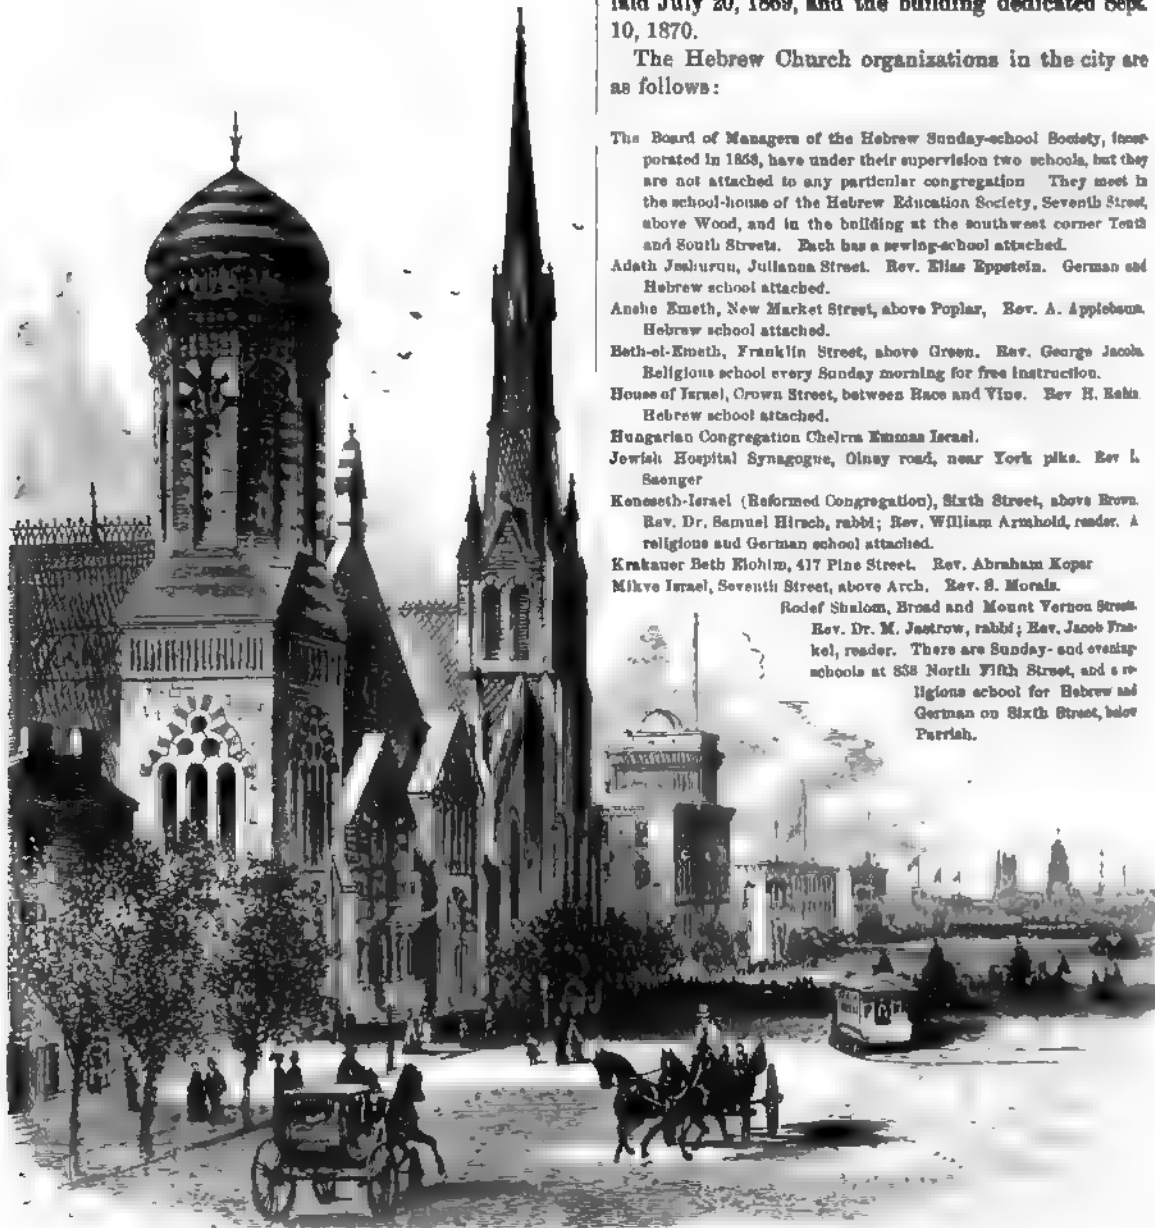 laid July 20, 1869, and the building dedicated Sept.
10, 1870.
The Hebrew Church organizations in the city are
as follows:
The Board of Managers of the Hebrew Sunday-school Society, incor-
porated in 1858, have under their supervision two schools, but they
are not attached to any particular congregation They meet in
the school-house of the Hebrew Education Society, Seventh Street,
above Wood, and in the building at the southwest corner Tenth
and South Streets. Each has a sewing-school attached.
Adath Jeshurun, Julianna Street. Rev. Elias Eppstein. German and
Hebrew school attached.
Anshe Emeth, New Market Street, above Poplar, Rev. A. Applebaum.
Hebrew school attached.
Beth-el-Emeth, Franklin Street, above Green. Rev. George Jacobs.
Religious school every Sunday morning for free instruction.
House of Israel, Crown Street, between Race and Vine. Rev H.
Hebrew school attached.
Hungarian Congregation Chelrra Emmas Israel.
Jewish Hospital Synagogue, Olney road, near York pike. Rev
Saenger
Keneseth-Israel (Reformed Congregation), Sixth Street, above Brown.
Rev. Dr. Samuel Hirsch, rabbi; Rev. William Armhold, reader. A
religious and German school attached.
Krakauer Beth Elohim, 417 Pine Street. Rev. Abraham Koper
Mikve Israel, Seventh Street, above Arch. Rev. S. Morais.
Rodef Shalom, Broad and Mount Vernon Streets.
Rev. Dr. M. Jastrow, rabbi; Rev. Jacob Fran-
kel, reader. There are Sunday- and evening-
schools at 838 North Fifth Street, and a re-
ligious school for Hebrew and
German on Sixth Street, below
Parrish.